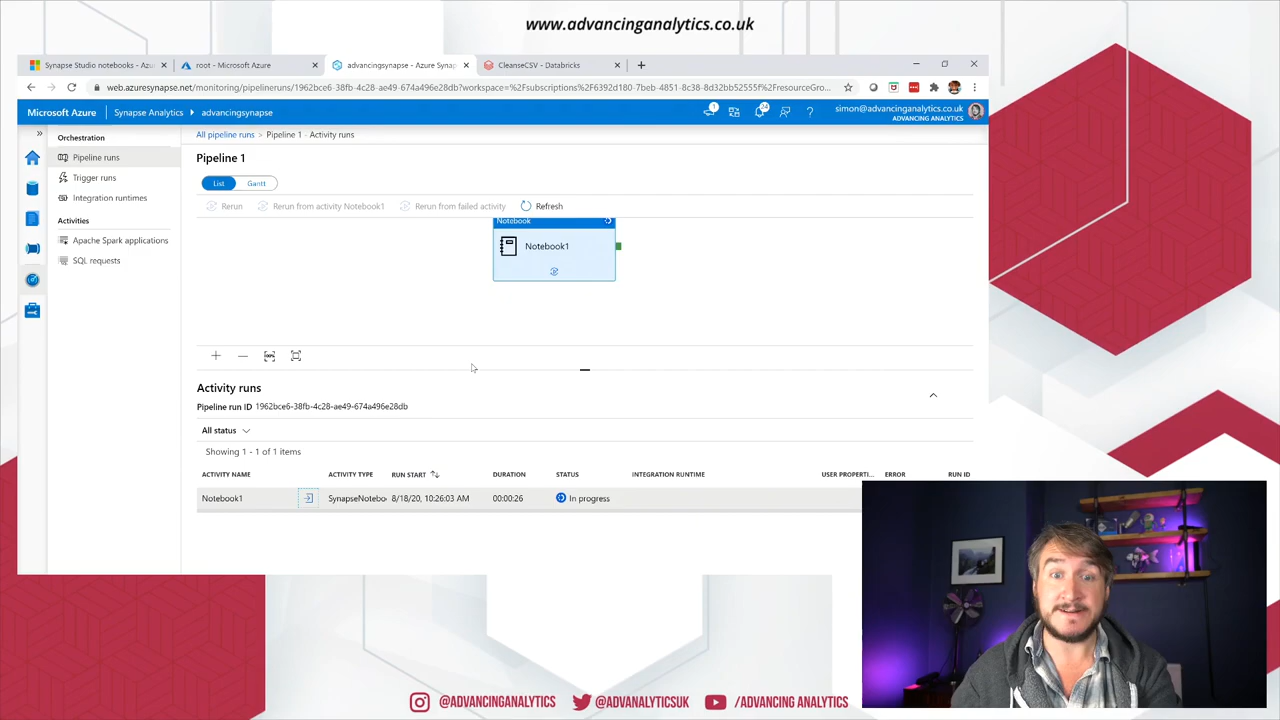 www.advancinganalytics.co.uk
Synapse Studio notebooks - Azu
root - Microsoft Azure
advancingsynapse - Azure Synap
CleanseCSV - Databricks
web.azuresynapse.net/monitoring/pipelineruns/1962bce6-38fb-4c28-ae49-674a496e28db?workspace=%2fsubscriptions%2F6392d180-7beb-4851-8c38-8d32bb52555f%2FresourceGro...
Microsoft Azure
Synapse Analytics
advancingsynapse
1
24
simon@advancinganalytics.co.uk
ADVANCING ANALYTICS
Orchestration
Pipeline runs
Trigger runs
Integration runtimes
Activities
Apache Spark applications
SQL requests
All pipeline runs > Pipeline 1 - Activity runs
Pipeline 1
List
Gantt
Rerun
Rerun from activity Notebook1
Rerun from failed activity
Refresh
Notebook
Notebook1
Activity runs
Pipeline run ID 1962bce6-38fb-4c28-ae49-674a496e28db
All status
Showing 1 - 1 of 1 items
ACTIVITY NAME
ACTIVITY TYPE
RUN START
DURATION
STATUS
INTEGRATION RUNTIME
USER PROPERTI...
ERROR
RUN ID
Notebook1
SynapseNotebo
8/18/20, 10:26:03 AM
00:00:26
In progress
@ADVANCINGANALYTICS
@ADVANALYTICSUK
/ADVANCING ANALYTICS